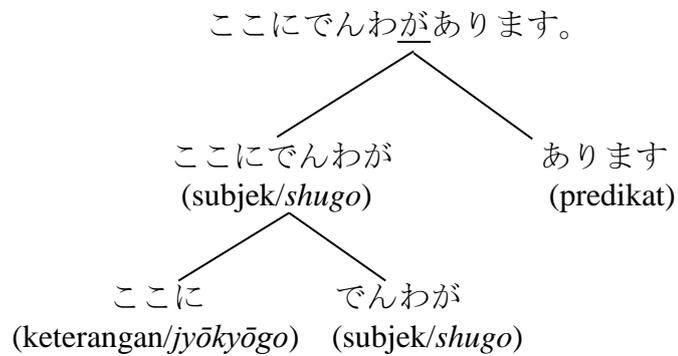 ここにでんわがあります。
ここにでんわが あります
(subjek/shugo) (predikat)
ここに でんわが
(keterangan/jyōkyōgo) (subjek/shugo)